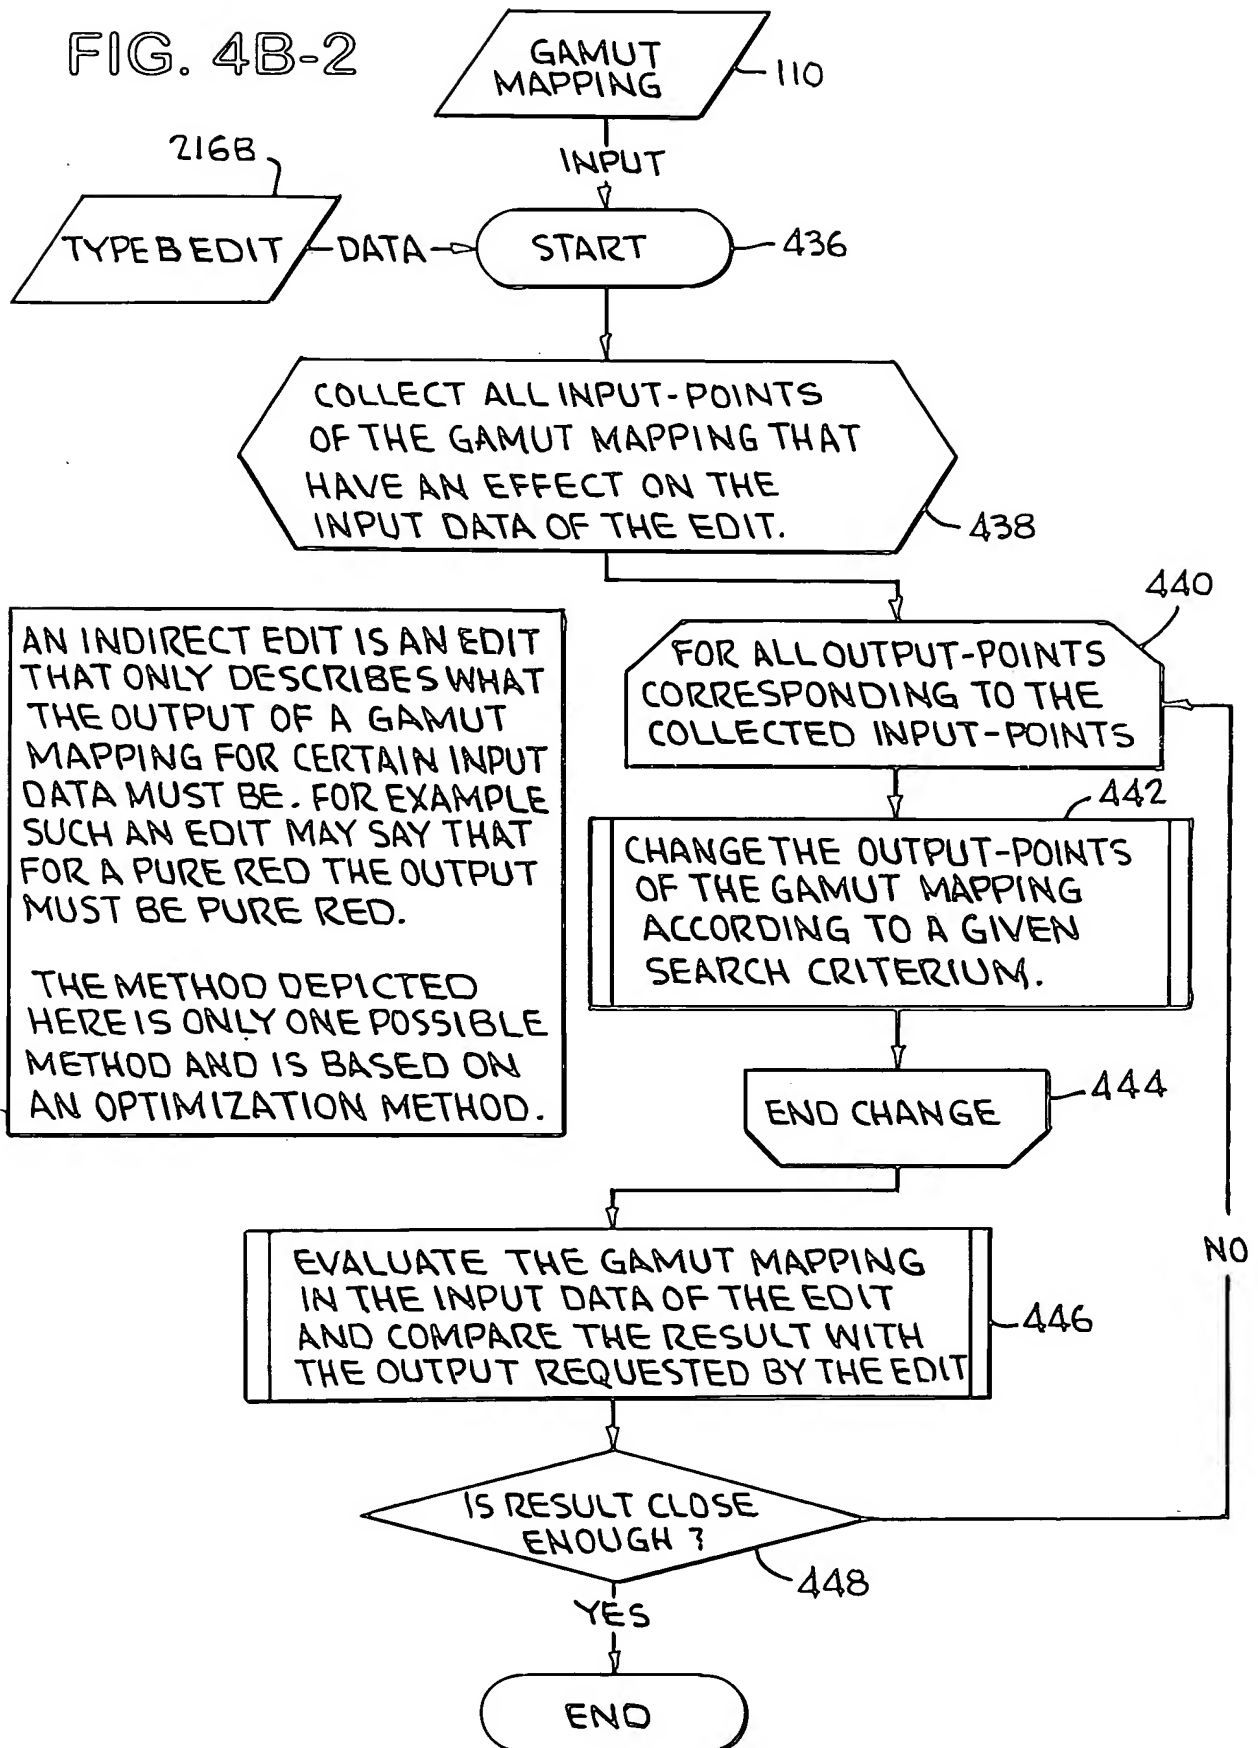 FIG. 4B-2
GAMUT
MAPPING
110
INPUT
216B
TYPE B EDIT
DATA
START
436
COLLECT ALL INPUT-POINTS
OF THE GAMUT MAPPING THAT
HAVE AN EFFECT ON THE
INPUT DATA OF THE EDIT.
438
440
FOR ALL OUTPUT-POINTS
CORRESPONDING TO THE
COLLECTED INPUT-POINTS
AN INDIRECT EDIT IS AN EDIT
THAT ONLY DESCRIBES WHAT
THE OUTPUT OF A GAMUT
MAPPING FOR CERTAIN INPUT
DATA MUST BE. FOR EXAMPLE
SUCH AN EDIT MAY SAY THAT
FOR A PURE RED THE OUTPUT
MUST BE PURE RED.
THE METHOD DEPICTED
HERE IS ONLY ONE POSSIBLE
METHOD AND IS BASED ON
AN OPTIMIZATION METHOD.
442
CHANGE THE OUTPUT-POINTS
OF THE GAMUT MAPPING
ACCORDING TO A GIVEN
SEARCH CRITERIUM.
END CHANGE
444
EVALUATE THE GAMUT MAPPING
IN THE INPUT DATA OF THE EDIT
AND COMPARE THE RESULT WITH
THE OUTPUT REQUESTED BY THE EDIT
446
NO
IS RESULT CLOSE
ENOUGH ?
448
YES
END